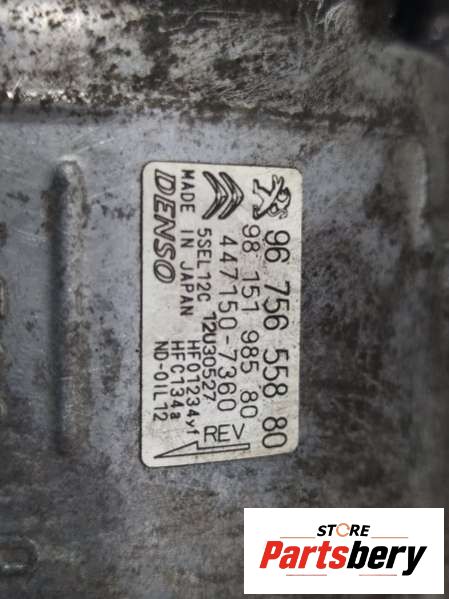 96 756 558 80
98 151 985 80
447150-7360
REV
5SEL12C 12U30527
MADE IN JAPAN HFO1234yf
HFC134a
DENSO ND-OIL12
STORE
Partsbery